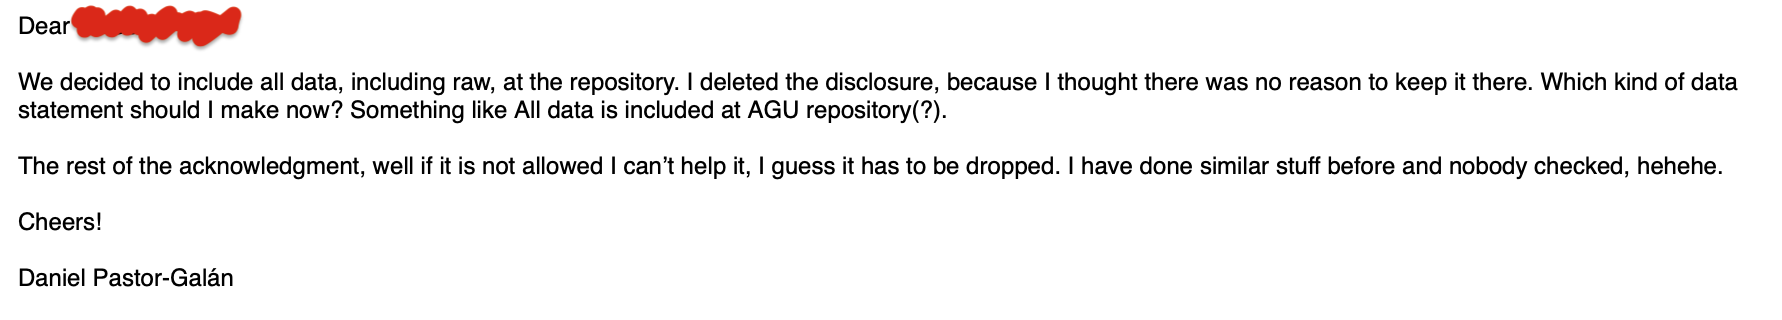 Dear
We decided to include all data, including raw, at the repository. I deleted the disclosure, because I thought there was no reason to keep it there. Which kind of data
statement should I make now? Something like All data is included at AGU repository(?).
The rest of the acknowledgment, well if it is not allowed I can’t help it, I guess it has to be dropped. I have done similar stuff before and nobody checked, hehehe.
Cheers!
Daniel Pastor-Galán